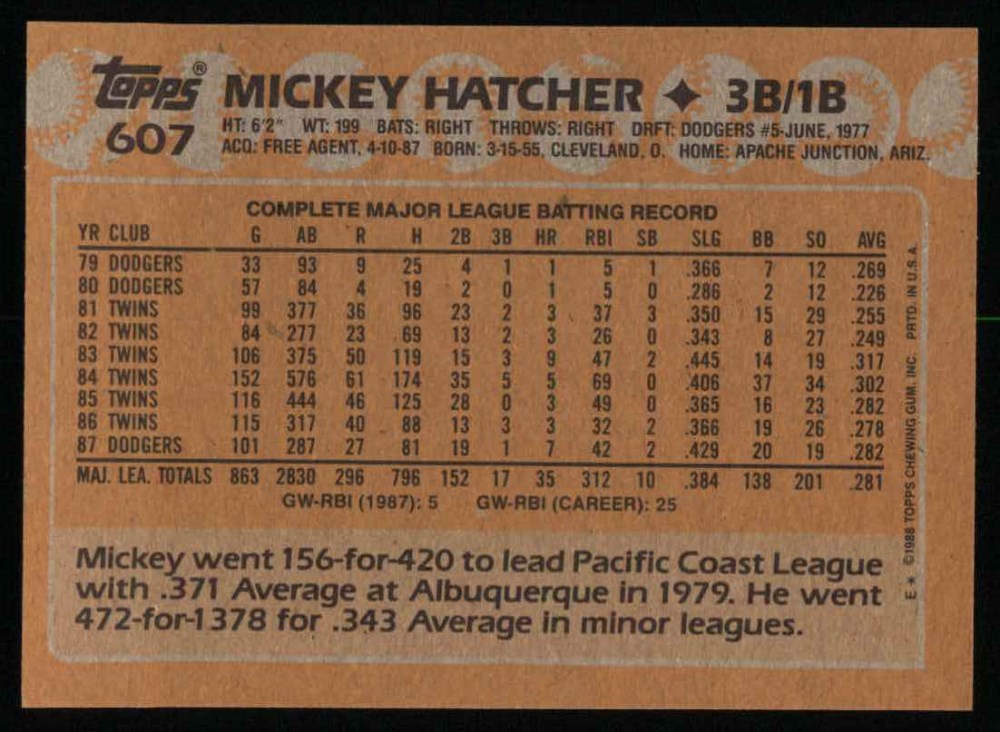 topps® MICKEY HATCHER ✦ 3B/1B
607 HT: 6'2" WT: 199 BATS: RIGHT THROWS: RIGHT DRFT: DODGERS #5-JUNE, 1977
ACQ: FREE AGENT, 4-10-87 BORN: 3-15-55, CLEVELAND, O. HOME: APACHE JUNCTION, ARIZ.
COMPLETE MAJOR LEAGUE BATTING RECORD
YR CLUB G AB R H 2B 3B HR RBI SB SLG BB SO AVG
79 DODGERS 33 93 9 25 4 1 1 5 1 .366 7 12 .269
80 DODGERS 57 84 4 19 2 0 1 5 0 .286 2 12 .226
81 TWINS 99 377 36 96 23 2 3 37 3 .350 15 29 .255
82 TWINS 84 277 23 69 13 2 3 26 0 .343 8 27 .249
83 TWINS 106 375 50 119 15 3 9 47 2 .445 14 19 .317
84 TWINS 152 576 61 174 35 5 5 69 0 .406 37 34 .302
85 TWINS 116 444 46 125 28 0 3 49 0 .365 16 23 .282
86 TWINS 115 317 40 88 13 3 3 32 2 .366 19 26 .278
87 DODGERS 101 287 27 81 19 1 7 42 2 .429 20 19 .282
MAJ. LEA. TOTALS 863 2830 296 796 152 17 35 312 10 .384 138 201 .281
GW-RBI (1987): 5 GW-RBI (CAREER): 25
Mickey went 156-for-420 to lead Pacific Coast League
with .371 Average at Albuquerque in 1979. He went
472-for-1378 for .343 Average in minor leagues.
E* ©1988 TOPPS CHEWING GUM, INC. PRTD. IN U.S.A.